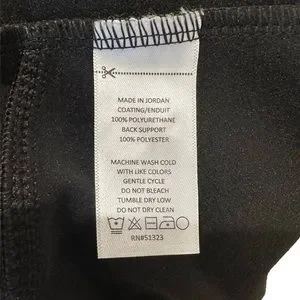 MADE IN JORDAN
COATING/ENDUIT
100% POLYURETHANE
BACK SUPPORT
100% POLYESTER
MACHINE WASH COLD
WITH LIKE COLORS
GENTLE CYCLE
DO NOT BLEACH
TUMBLE DRY LOW
DO NOT DRY CLEAN
RN#51323